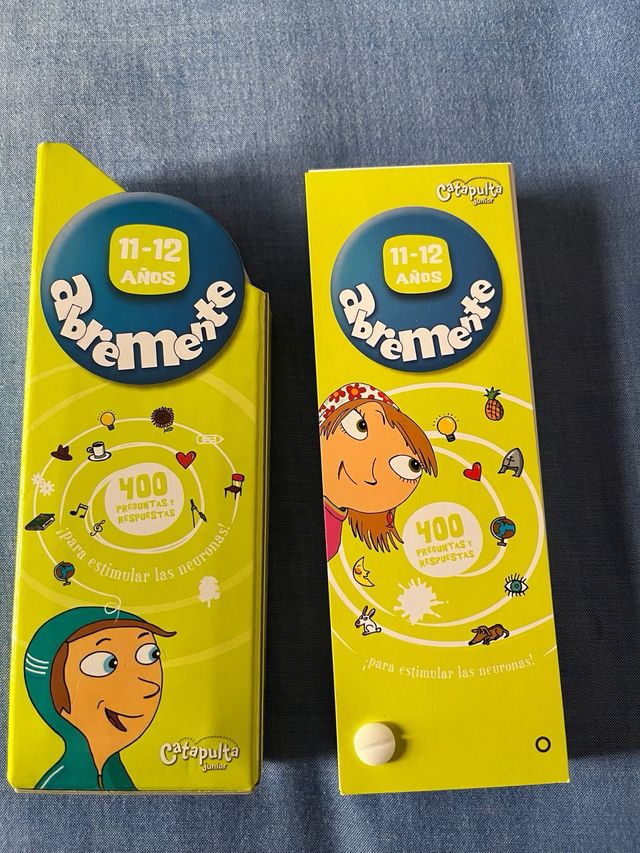 11-12
AÑOS
abremente
400
PREGUNTAS Y
RESPUESTAS
¡para estimular las neuronas!
Catapulta
junior
Catapulta
junior
11-12
AÑOS
abremente
400
PREGUNTAS Y
RESPUESTAS
¡para estimular las neuronas!